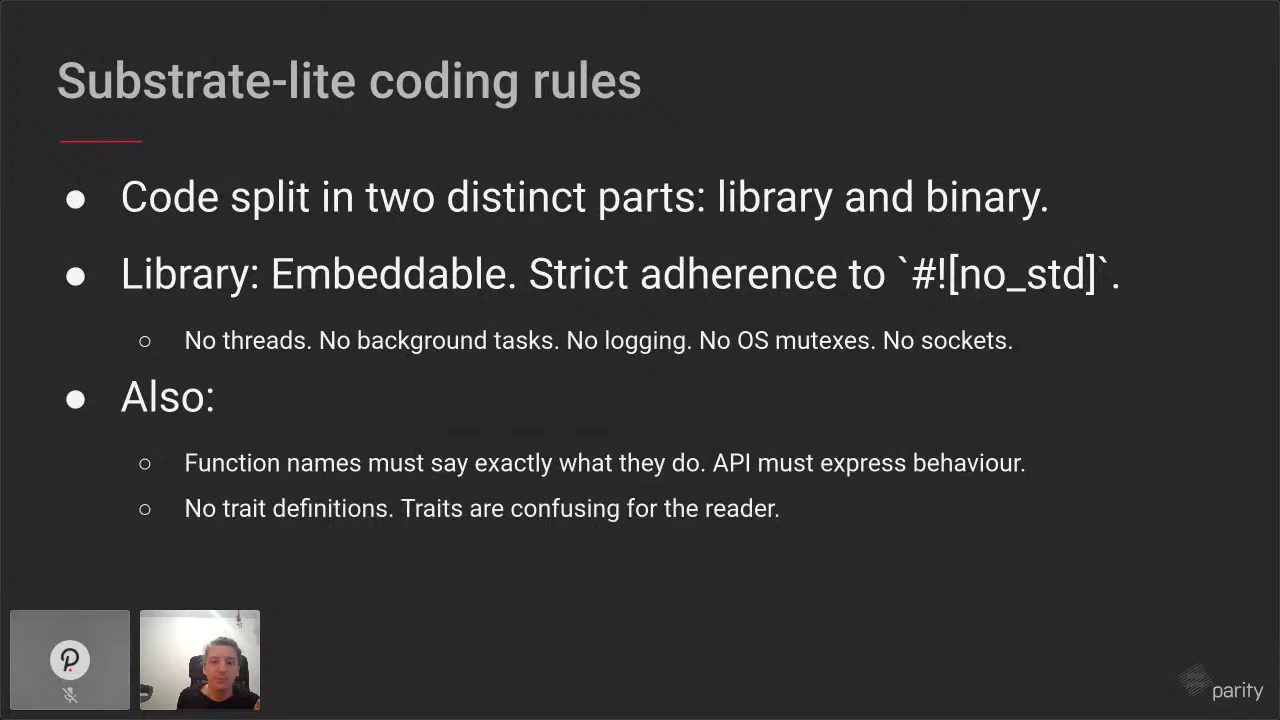 Substrate-lite coding rules
● Code split in two distinct parts: library and binary.
● Library: Embeddable. Strict adherence to `#![no_std]`.
○ No threads. No background tasks. No logging. No OS mutexes. No sockets.
● Also:
○ Function names must say exactly what they do. API must express behaviour.
○ No trait definitions. Traits are confusing for the reader.
parity